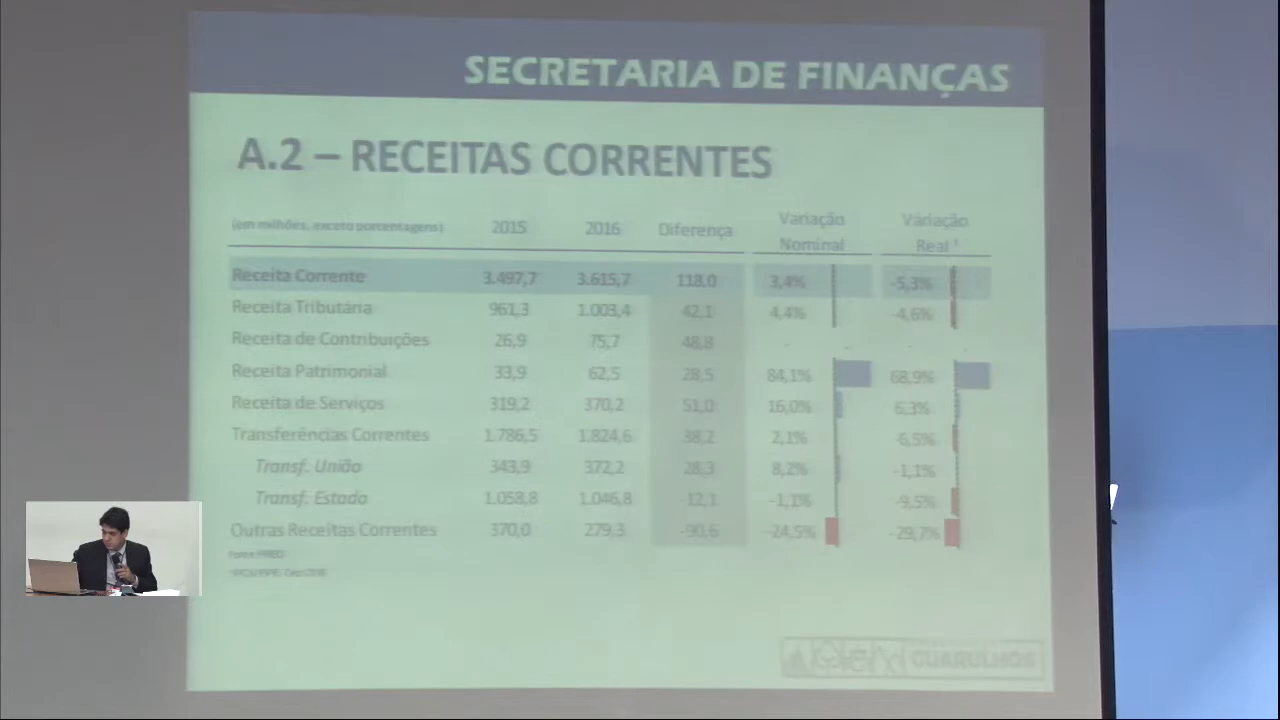 SECRETARIA DE FINANÇAS
A.2 – RECEITAS CORRENTES
(em milhões, exceto porcentagens) 2015 2016 Diferença Variação Nominal Variação Real ¹
Receita Corrente 3.497,7 3.615,7 118,0 3,4% -5,3%
Receita Tributária 961,3 1.003,4 42,1 4,4% -4,6%
Receita de Contribuições 26,9 75,7 48,8 - -
Receita Patrimonial 33,9 62,5 28,5 84,1% 68,9%
Receita de Serviços 319,2 370,2 51,0 16,0% 6,3%
Transferências Correntes 1.786,5 1.824,6 38,2 2,1% -6,5%
Transf. União 343,9 372,2 28,3 8,2% -1,1%
Transf. Estado 1.058,8 1.046,8 -12,1 -1,1% -9,5%
Outras Receitas Correntes 370,0 279,3 -90,6 -24,5% -29,7%
GUARULHOS